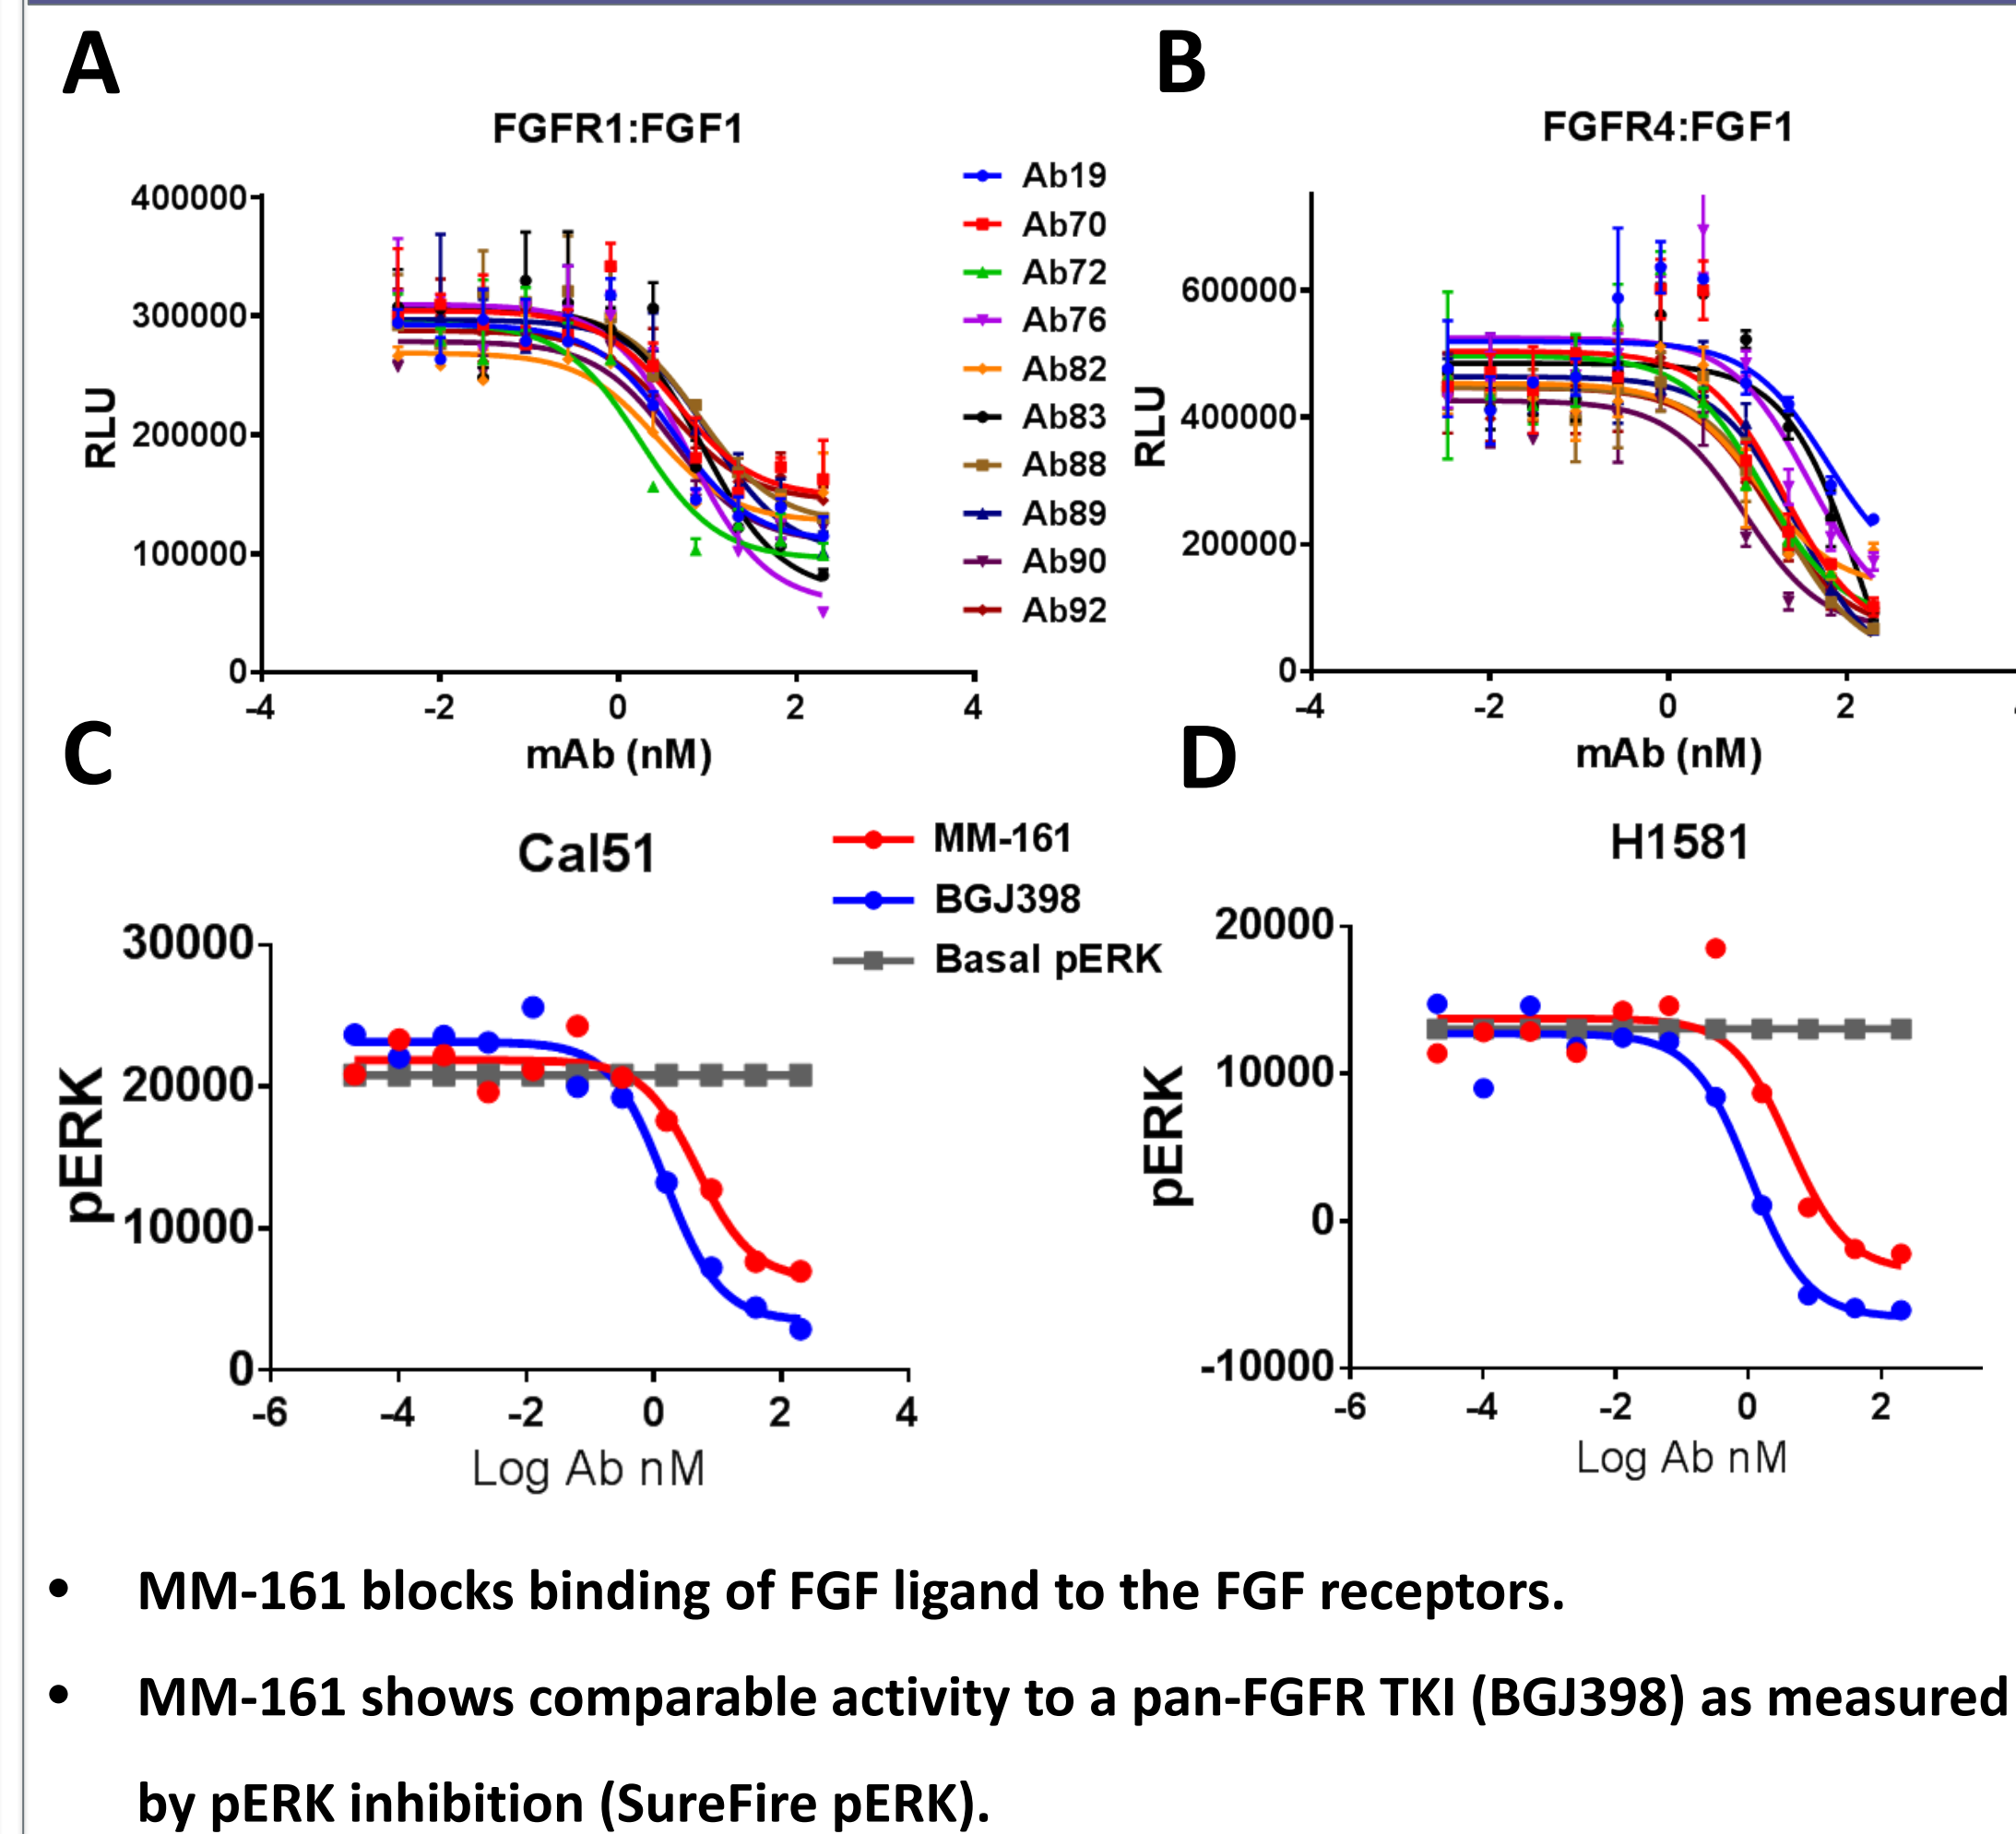 A
B
FGFR1:FGF1
FGFR4:FGF1
400000
300000
200000
100000
0
RLU
-4 -2 0 2 4
mAb (nM)
Ab19
Ab70
Ab72
Ab76
Ab82
Ab83
Ab88
Ab89
Ab90
Ab92
600000
400000
200000
0
RLU
-4 -2 0 2
mAb (nM)
C
D
Cal51
MM-161
BGJ398
Basal pERK
H1581
30000
20000
10000
0
pERK
-6 -4 -2 0 2 4
Log Ab nM
20000
10000
0
-10000
pERK
-6 -4 -2 0 2
Log Ab nM
• MM-161 blocks binding of FGF ligand to the FGF receptors.
• MM-161 shows comparable activity to a pan-FGFR TKI (BGJ398) as measured
by pERK inhibition (SureFire pERK).